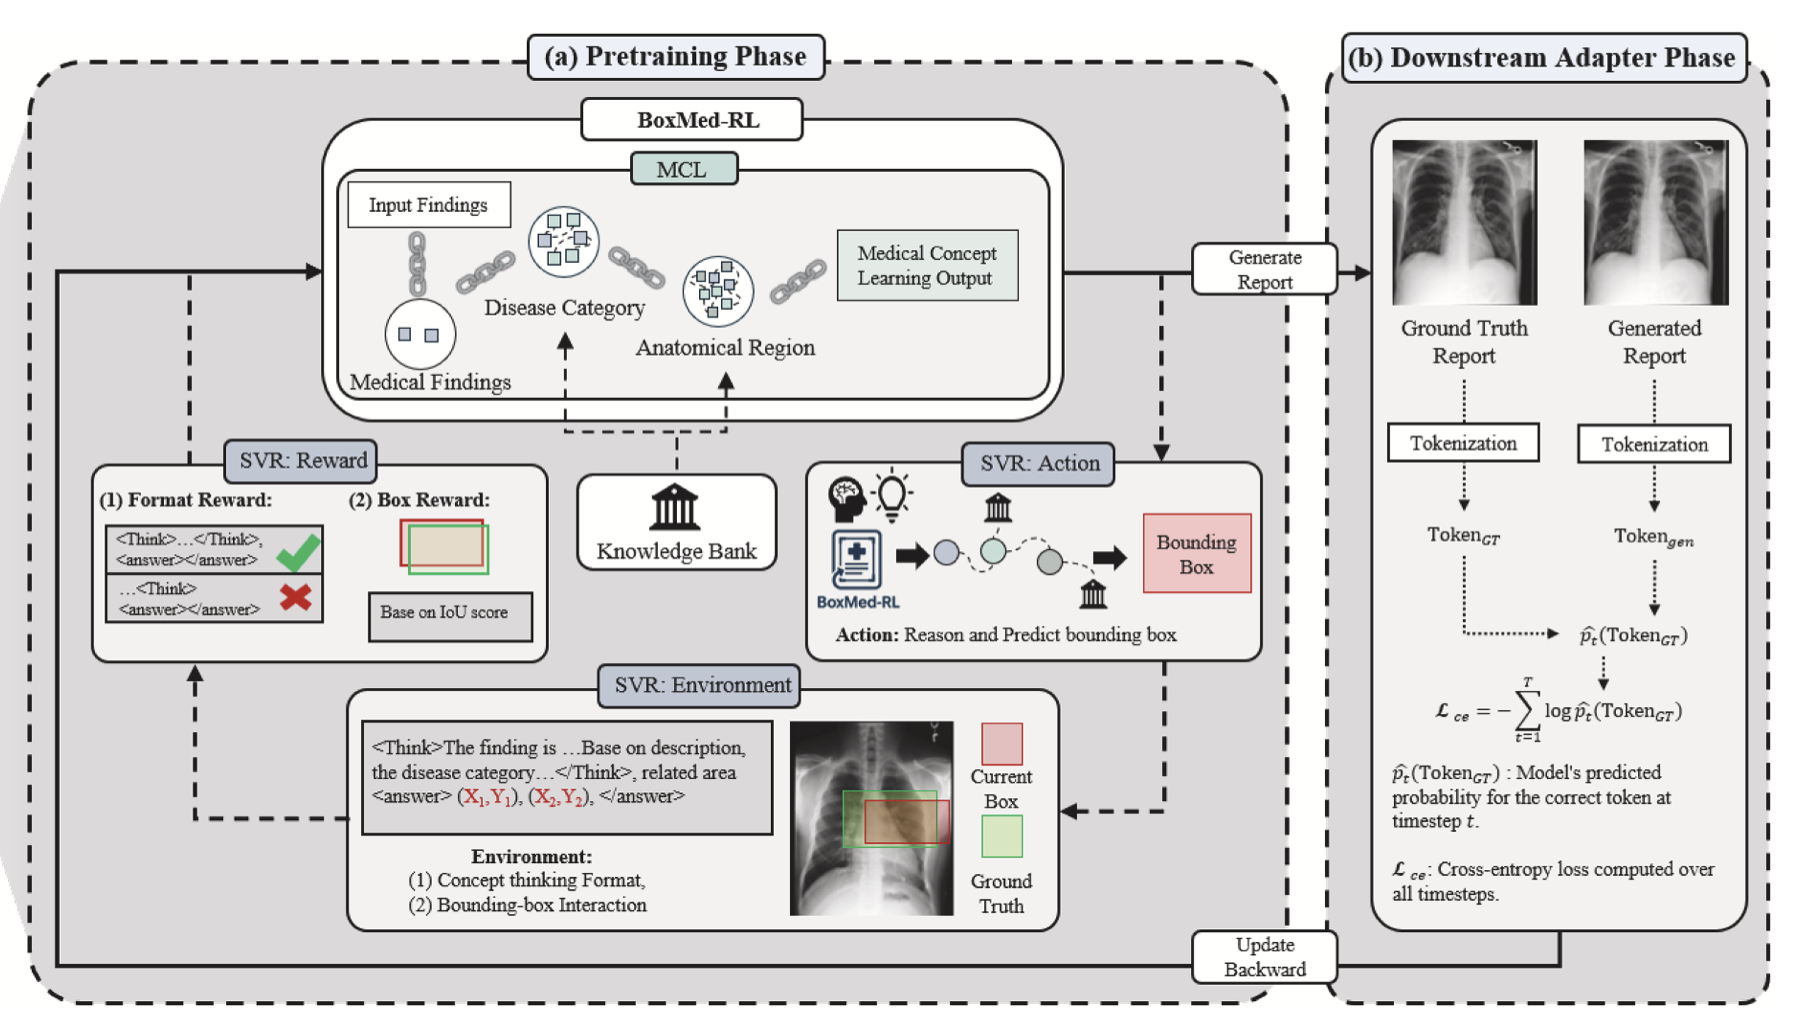 (a) Pretraining Phase
BoxMed-RL
MCL
Input Findings
Disease Category
Medical Findings
Anatomical Region
Medical Concept
Learning Output
Generate
Report
SVR: Reward
(1) Format Reward:
<Think>…</Think>,
<answer></answer>
…<Think>
<answer></answer>
(2) Box Reward:
Base on IoU score
Knowledge Bank
SVR: Action
BoxMed-RL
Bounding
Box
Action: Reason and Predict bounding box
SVR: Environment
<Think>The finding is …Base on description,
the disease category…</Think>, related area
<answer> (X₁,Y₁), (X₂,Y₂), </answer>
Environment:
(1) Concept thinking Format,
(2) Bounding-box Interaction
Current
Box
Ground
Truth
Update
Backward
(b) Downstream Adapter Phase
Ground Truth
Report
Generated
Report
Tokenization
Tokenization
Token_GT
Token_gen
p̂_t(Token_GT)
ℒ_ce = −∑_{t=1}^{T} log p̂_t(Token_GT)
p̂_t(Token_GT) : Model's predicted
probability for the correct token at
timestep t.
ℒ_ce: Cross-entropy loss computed over
all timesteps.